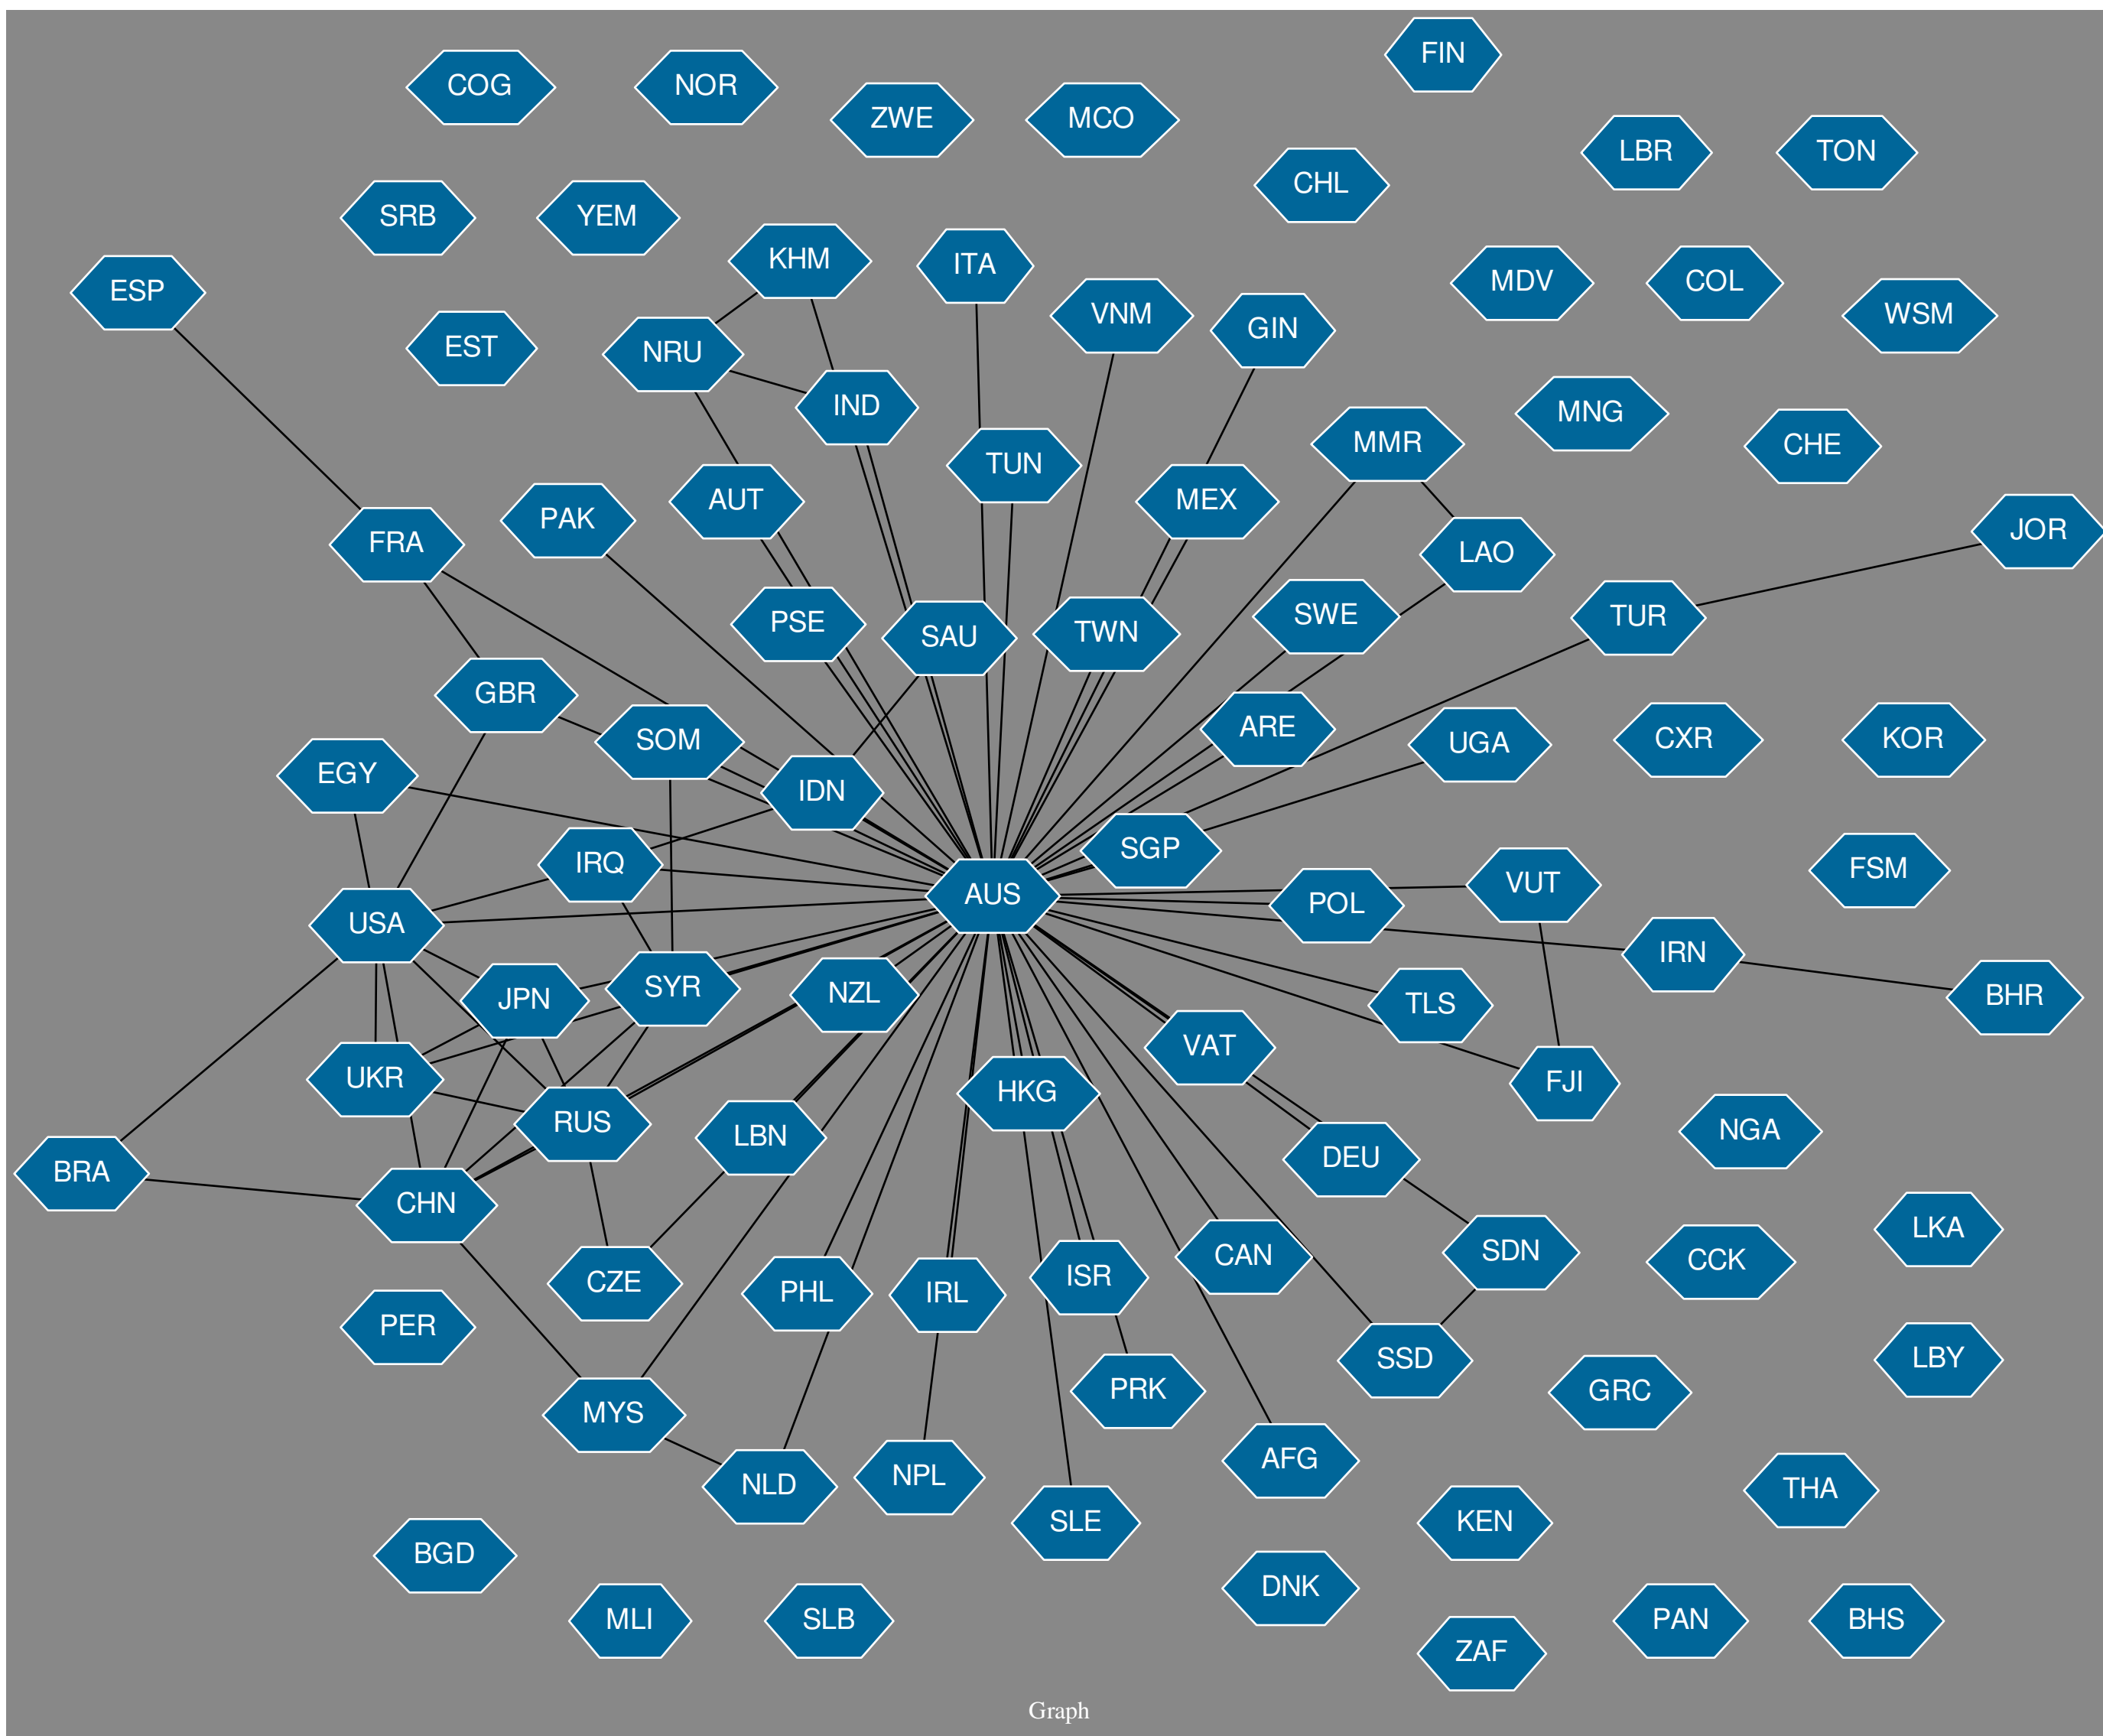 FIN
COG
NOR
ZWE
MCO
LBR
TON
CHL
SRB
YEM
KHM
ITA
MDV
COL
ESP
VNM
GIN
WSM
EST
NRU
IND
MNG
MMR
CHE
TUN
AUT
MEX
PAK
JOR
FRA
LAO
SWE
TUR
PSE
TWN
SAU
GBR
ARE
SOM
CXR
KOR
UGA
EGY
IDN
SGP
IRQ
FSM
VUT
AUS
POL
USA
IRN
SYR
NZL
BHR
JPN
TLS
VAT
UKR
FJI
HKG
RUS
NGA
LBN
DEU
BRA
CHN
LKA
SDN
CAN
CCK
ISR
CZE
PHL
IRL
PER
SSD
LBY
PRK
GRC
MYS
AFG
NPL
NLD
THA
SLE
KEN
BGD
DNK
MLI
SLB
PAN
BHS
ZAF
Graph